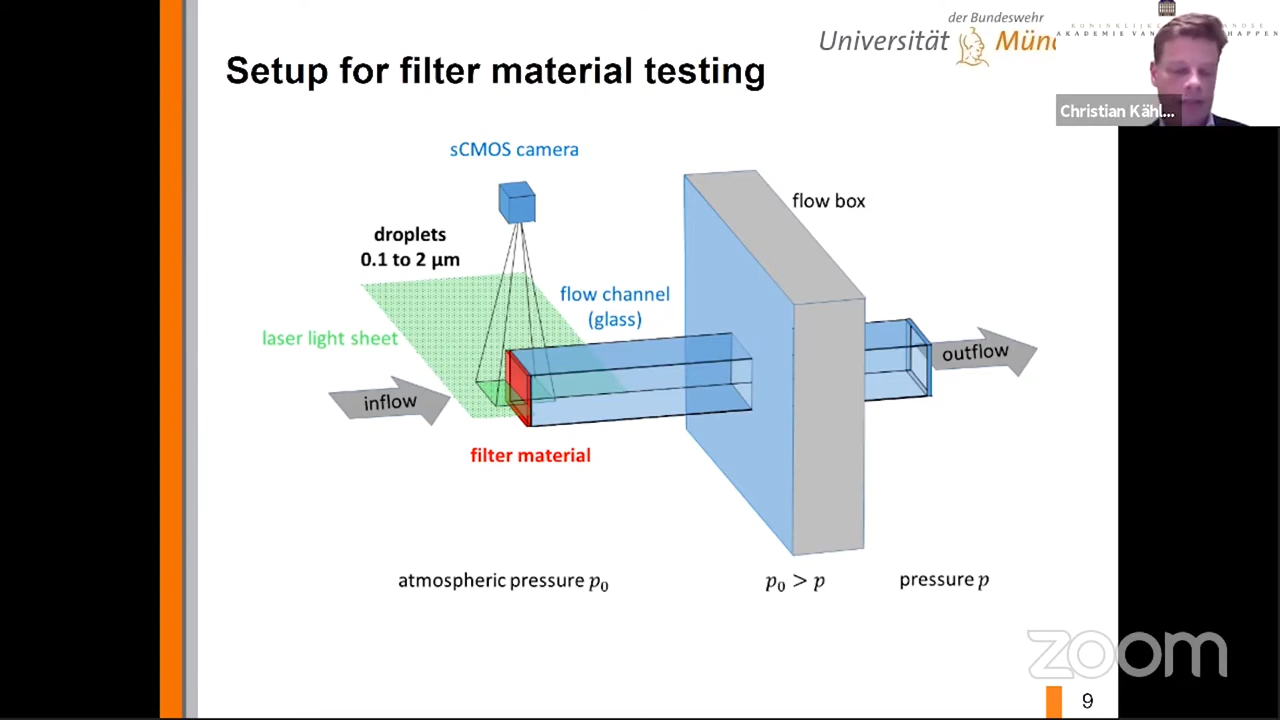 der Bundeswehr
Universität
Setup for filter material testing
Christian Kähl...
sCMOS camera
flow box
droplets
0.1 to 2 µm
flow channel
(glass)
laser light sheet
outflow
inflow
filter material
atmospheric pressure p₀
p₀ > p
pressure p
zoom
9